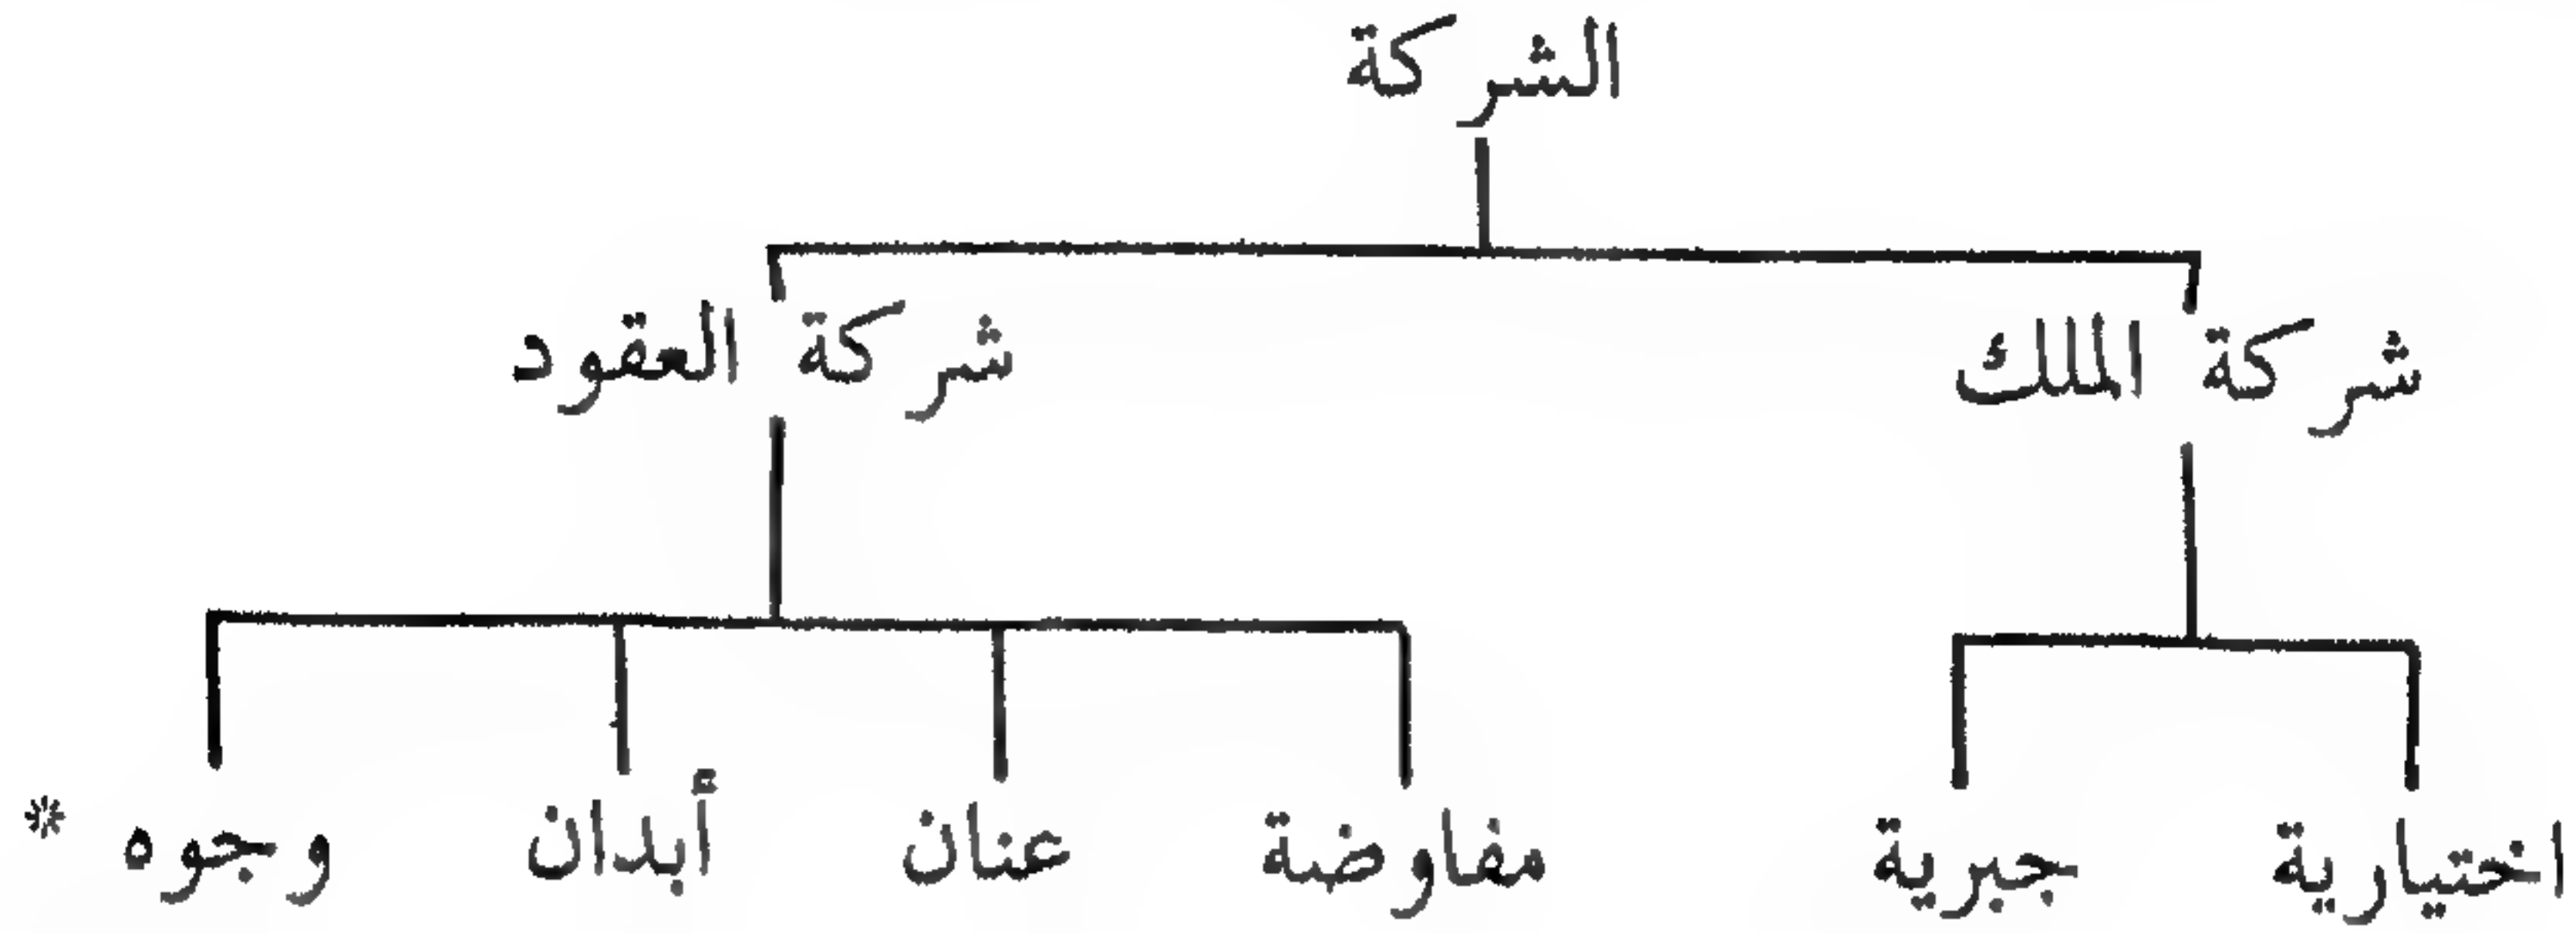 الشركة
شركة الملك شركة العقود
اختيارية جبرية مفاوضة عنان أبدان وجوه *